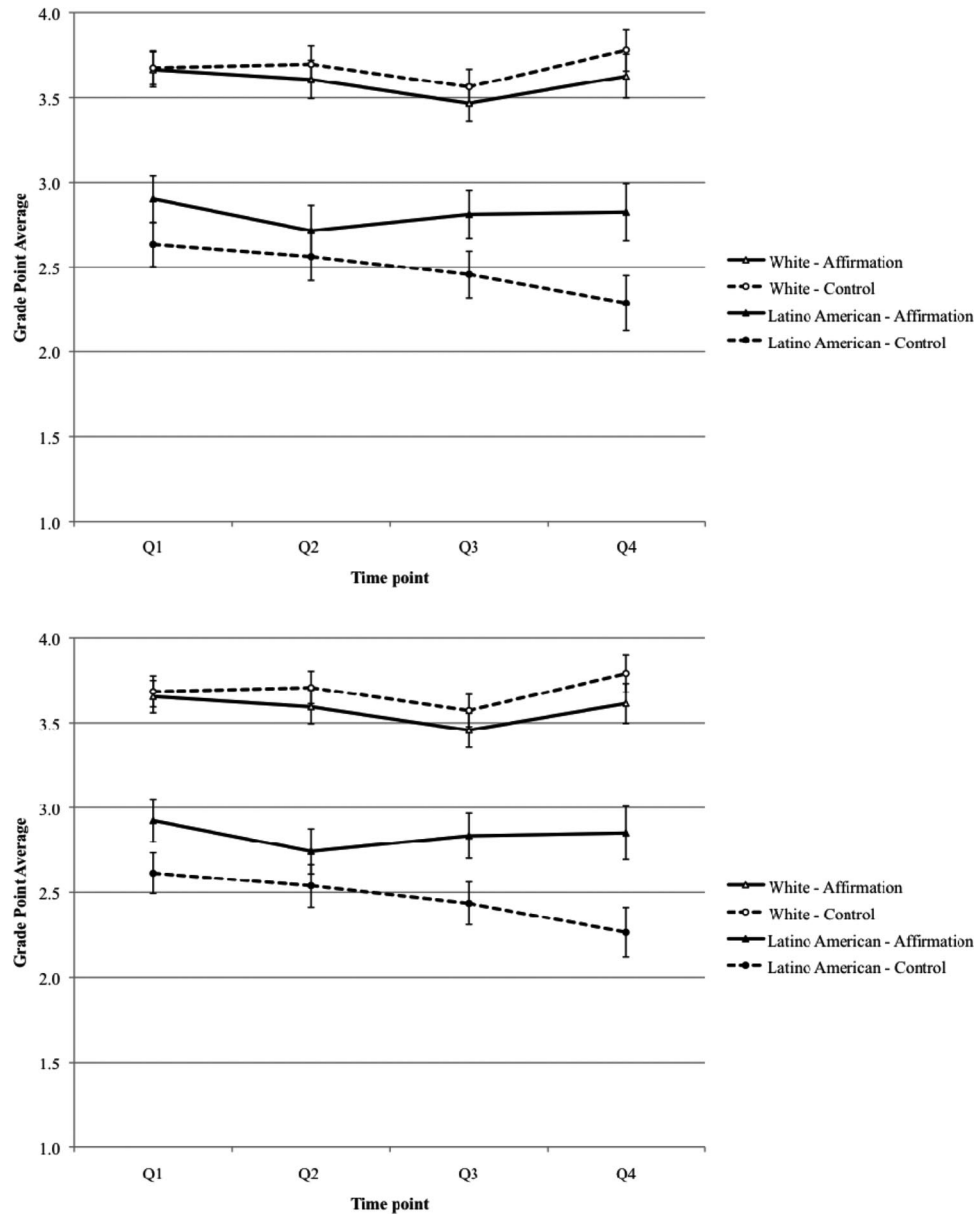 4.0
3.5
3.0
2.5
2.0
1.5
1.0
Grade Point Average
Q1 Q2 Q3 Q4
Time point
White - Affirmation
White - Control
Latino American - Affirmation
Latino American - Control
4.0
3.5
3.0
2.5
2.0
1.5
1.0
Grade Point Average
Q1 Q2 Q3 Q4
Time point
White - Affirmation
White - Control
Latino American - Affirmation
Latino American - Control